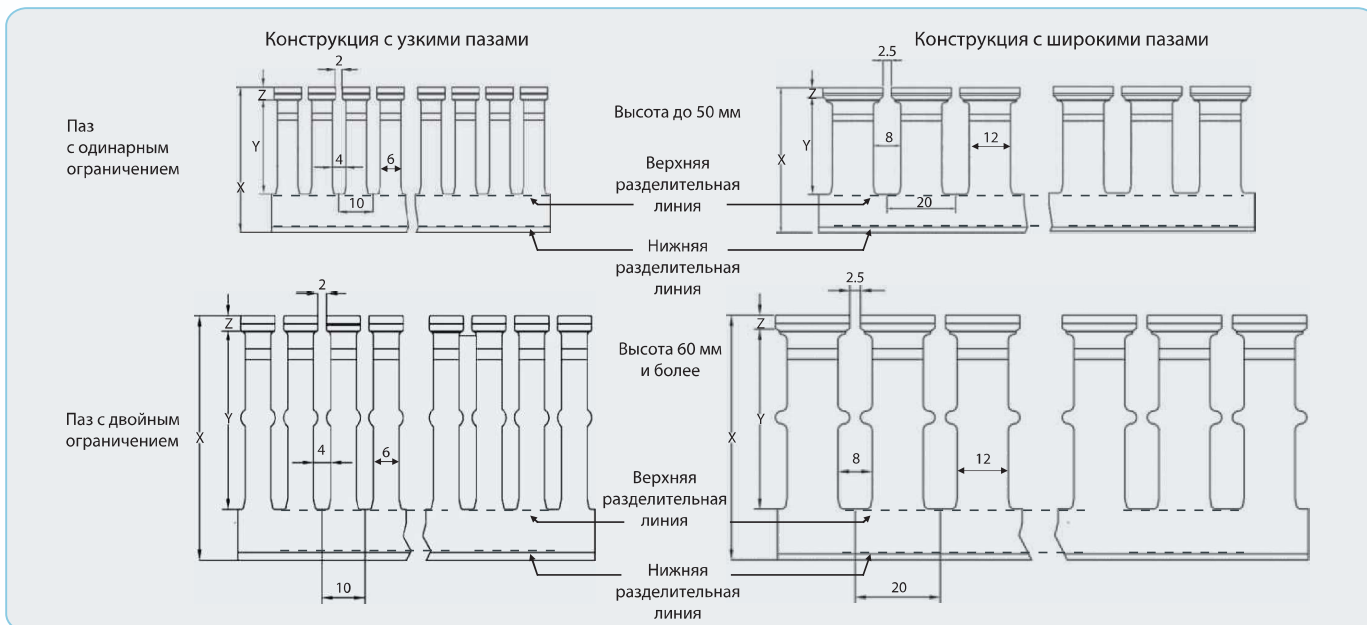 Конструкция с узкими пазами
Конструкция с широкими пазами
2
2.5
Z
Z
Паз
с одинарным
ограничением
Высота до 50 мм
Y
Y
4
6
8
12
X
X
Верхняя
разделительная
линия
10
20
Нижняя
разделительная
линия
2
2.5
Z
Z
Высота 60 мм
и более
Паз с двойным
ограничением
Y
Y
X
X
4
6
8
12
Верхняя
разделительная
линия
Нижняя
разделительная
линия
10
20